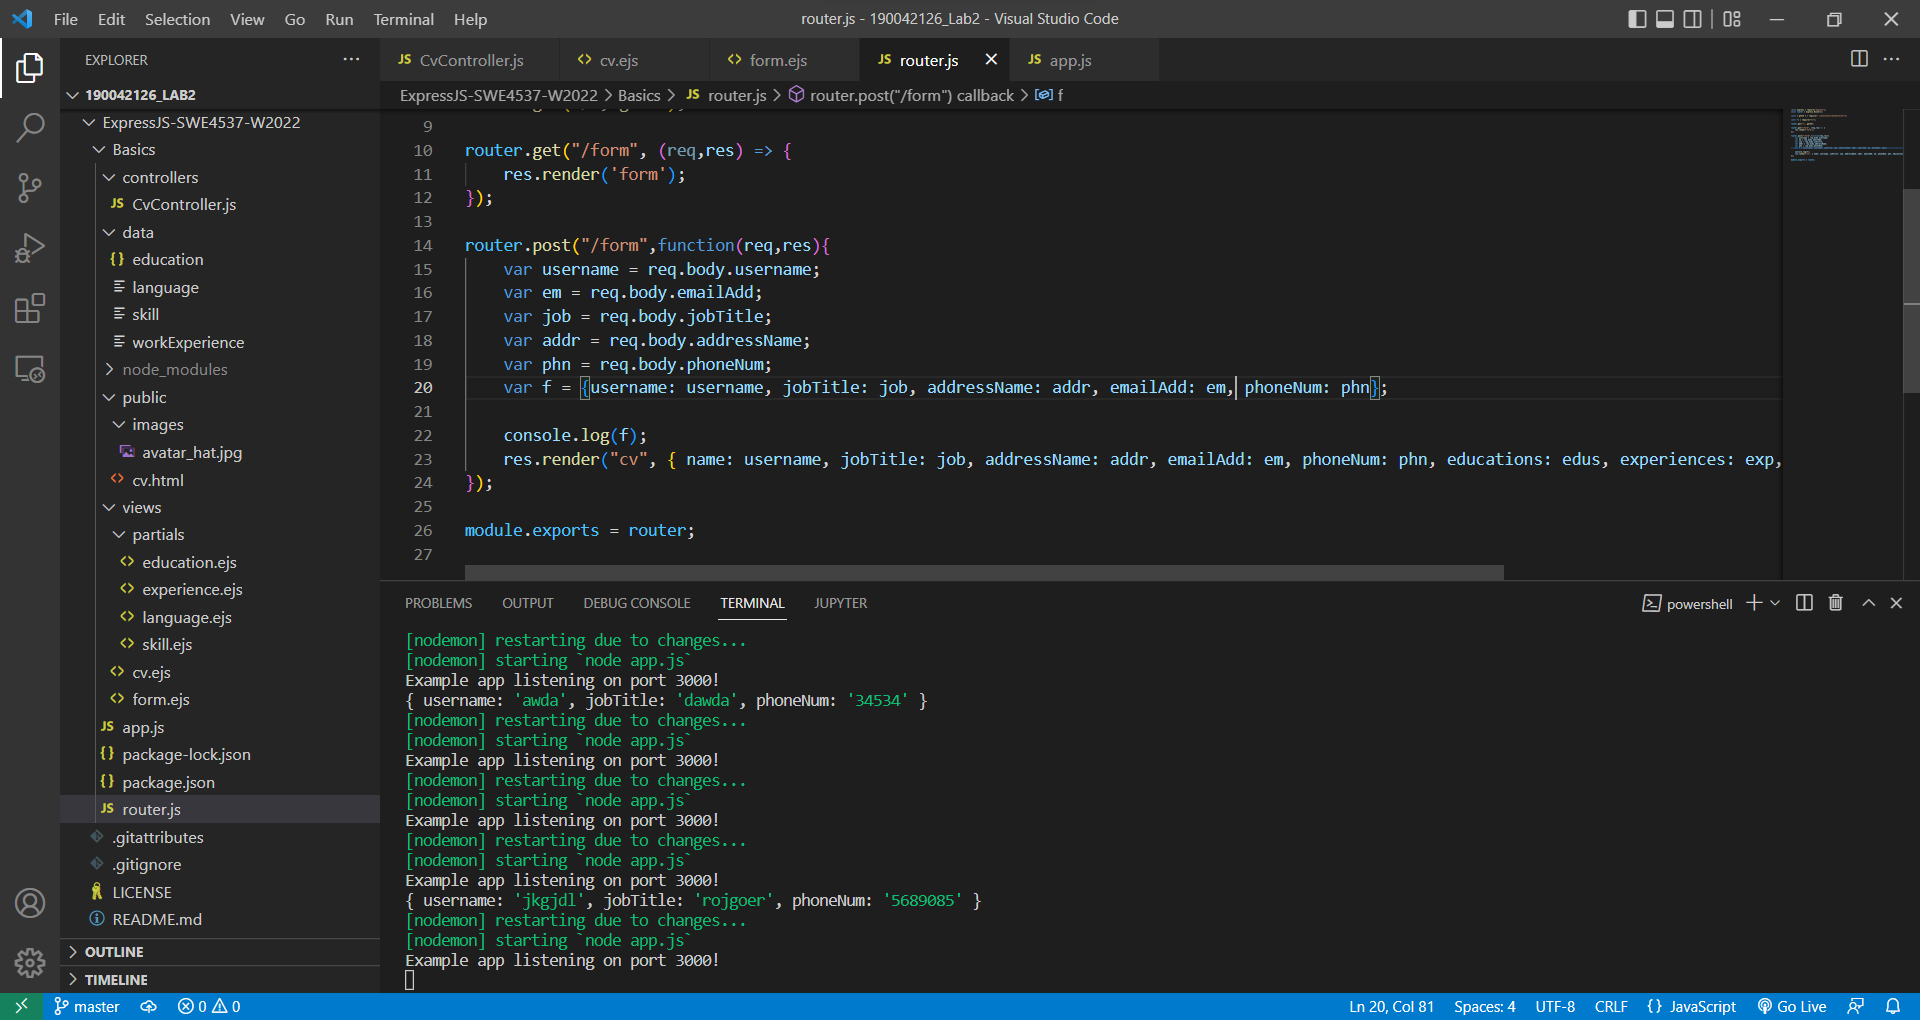 File Edit Selection View Go Run Terminal Help
router.js - 190042126_Lab2 - Visual Studio Code
EXPLORER
190042126_LAB2
ExpressJS-SWE4537-W2022
Basics
controllers
JS CvController.js
data
{} education
language
skill
workExperience
node_modules
public
images
avatar_hat.jpg
<> cv.html
views
partials
<> education.ejs
<> experience.ejs
<> language.ejs
<> skill.ejs
<> cv.ejs
<> form.ejs
JS app.js
{} package-lock.json
{} package.json
JS router.js
.gitattributes
.gitignore
LICENSE
README.md
OUTLINE
TIMELINE
JS CvController.js <> cv.ejs <> form.ejs JS router.js JS app.js
ExpressJS-SWE4537-W2022 > Basics > JS router.js > router.post("/form") callback > f
9
10 router.get("/form", (req,res) => {
11 res.render('form');
12 });
13
14 router.post("/form",function(req,res){
15 var username = req.body.username;
16 var em = req.body.emailAdd;
17 var job = req.body.jobTitle;
18 var addr = req.body.addressName;
19 var phn = req.body.phoneNum;
20 var f = {username: username, jobTitle: job, addressName: addr, emailAdd: em, phoneNum: phn};
21
22 console.log(f);
23 res.render("cv", { name: username, jobTitle: job, addressName: addr, emailAdd: em, phoneNum: phn, educations: edus, experiences: exp,
24 });
25
26 module.exports = router;
27
PROBLEMS OUTPUT DEBUG CONSOLE TERMINAL JUPYTER
powershell
[nodemon] restarting due to changes...
[nodemon] starting `node app.js`
Example app listening on port 3000!
{ username: 'awda', jobTitle: 'dawda', phoneNum: '34534' }
[nodemon] restarting due to changes...
[nodemon] starting `node app.js`
Example app listening on port 3000!
[nodemon] restarting due to changes...
[nodemon] starting `node app.js`
Example app listening on port 3000!
[nodemon] restarting due to changes...
[nodemon] starting `node app.js`
Example app listening on port 3000!
{ username: 'jkgjdl', jobTitle: 'rojgoer', phoneNum: '5689085' }
[nodemon] restarting due to changes...
[nodemon] starting `node app.js`
Example app listening on port 3000!
master 0 0 Ln 20, Col 81 Spaces: 4 UTF-8 CRLF {} JavaScript Go Live